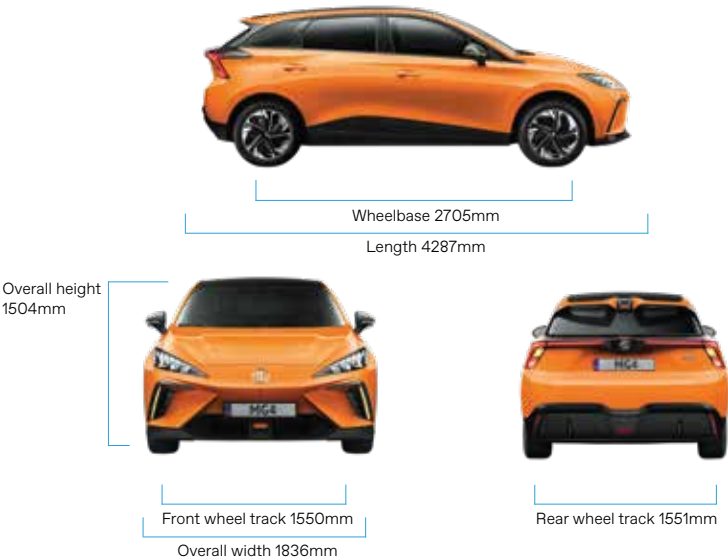 Wheelbase 2705mm
Length 4287mm
Overall height
1504mm
MG4
MG4
Front wheel track 1550mm
Rear wheel track 1551mm
Overall width 1836mm